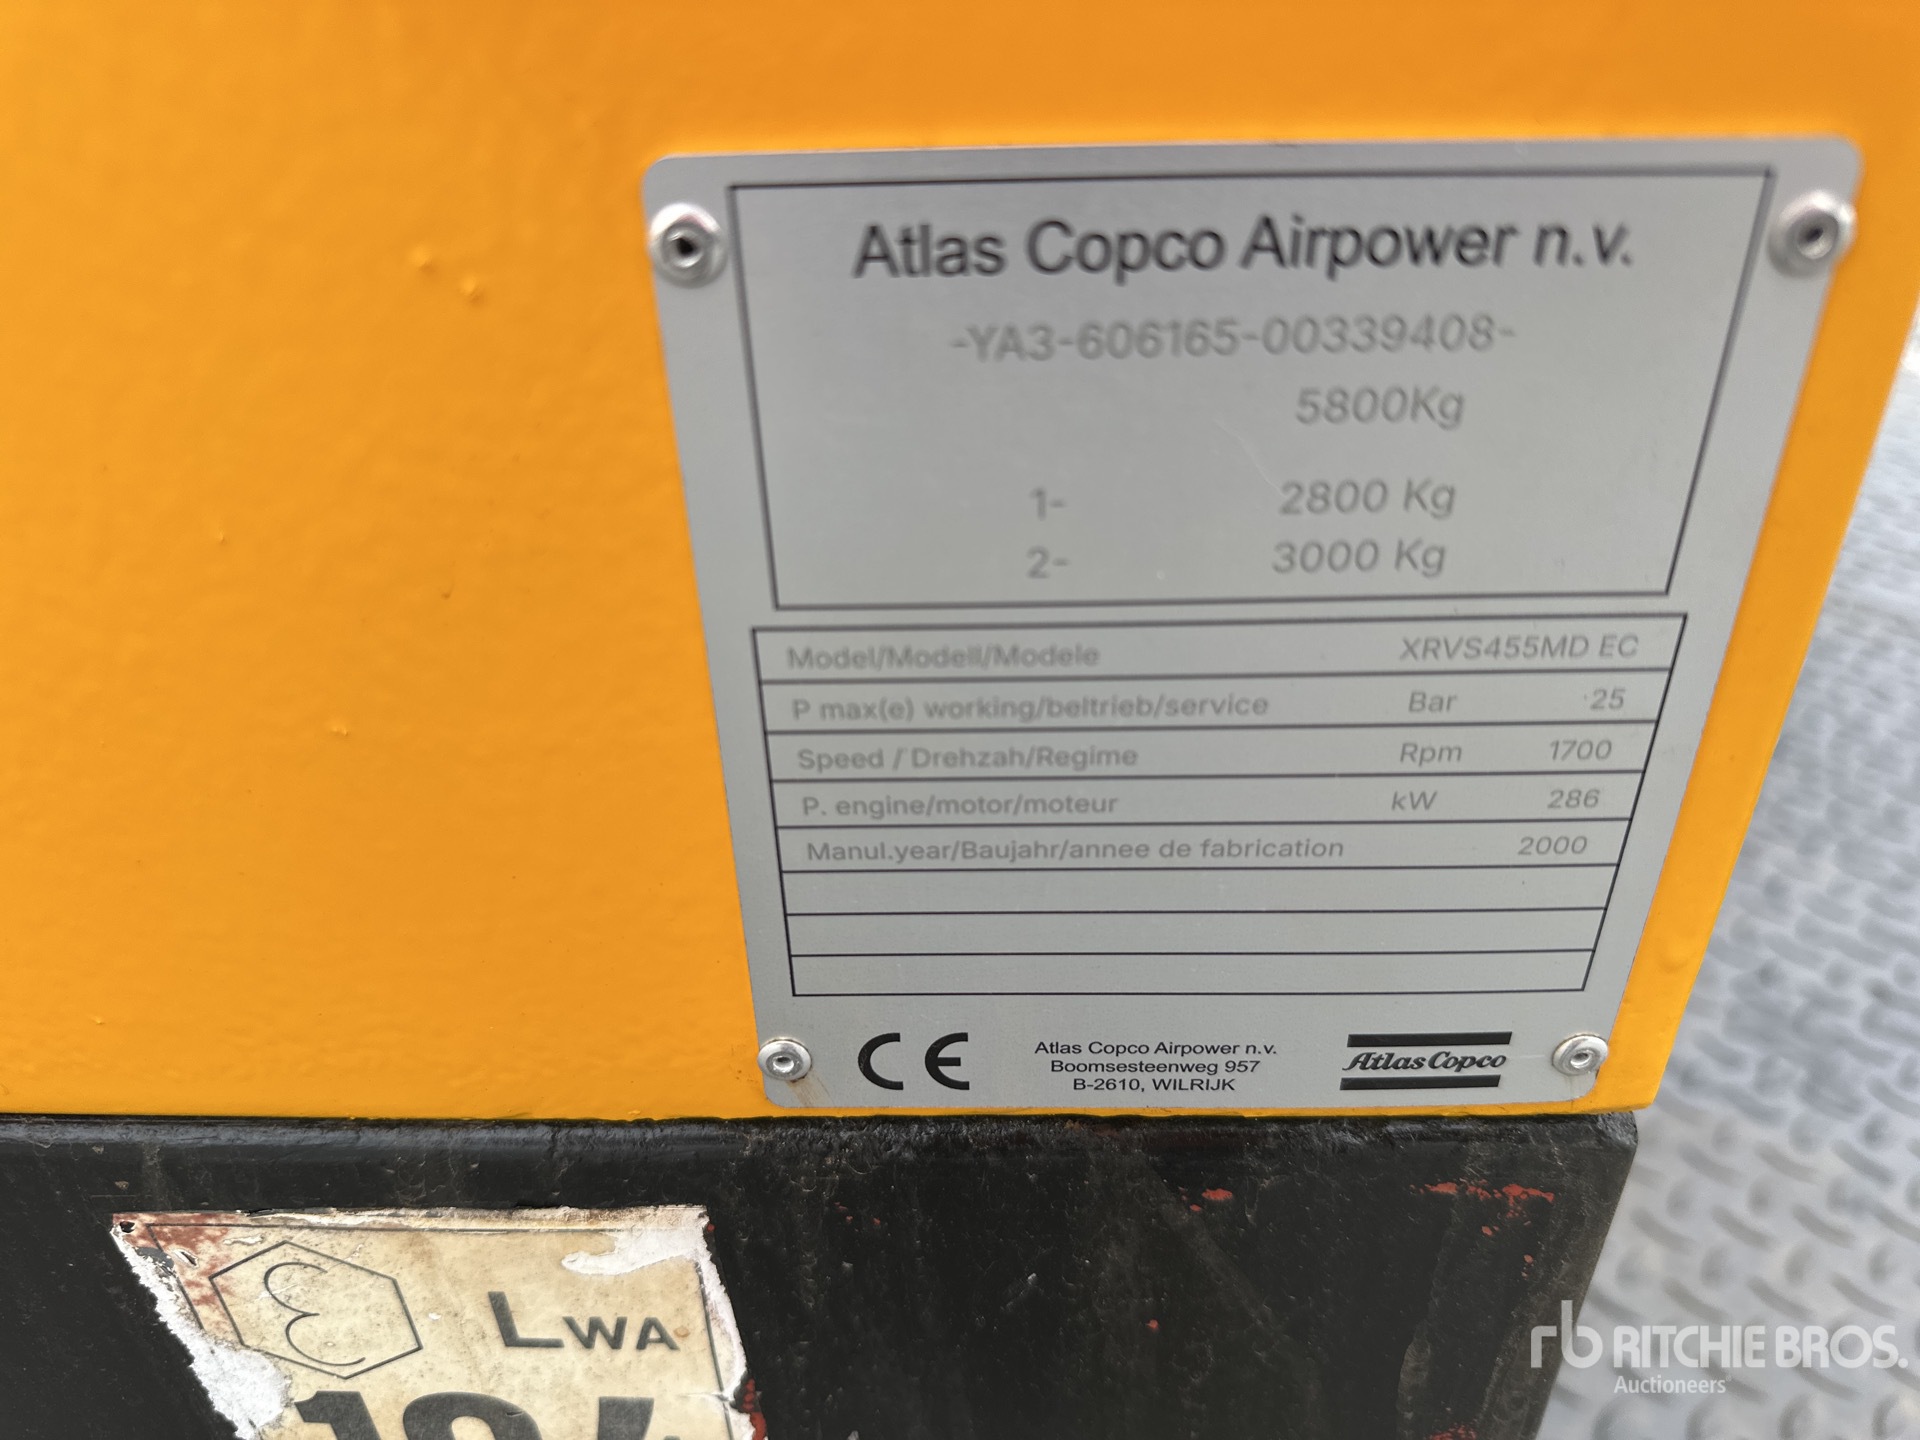 Atlas Copco Airpower n.v.
-YA3-606165-00339408-
5800Kg
1- 2800 Kg
2- 3000 Kg
Model/Modell/Modele XRVS455MD EC
P max(e) working/beltrieb/service Bar 25
Speed / Drehzah/Regime Rpm 1700
P. engine/motor/moteur kW 286
Manul.year/Baujahr/annee de fabrication 2000
CE
Atlas Copco Airpower n.v.
Boomsesteenweg 957
B-2610, WILRIJK
Atlas Copco
LWA
rb RITCHIE BROS.
Auctioneers